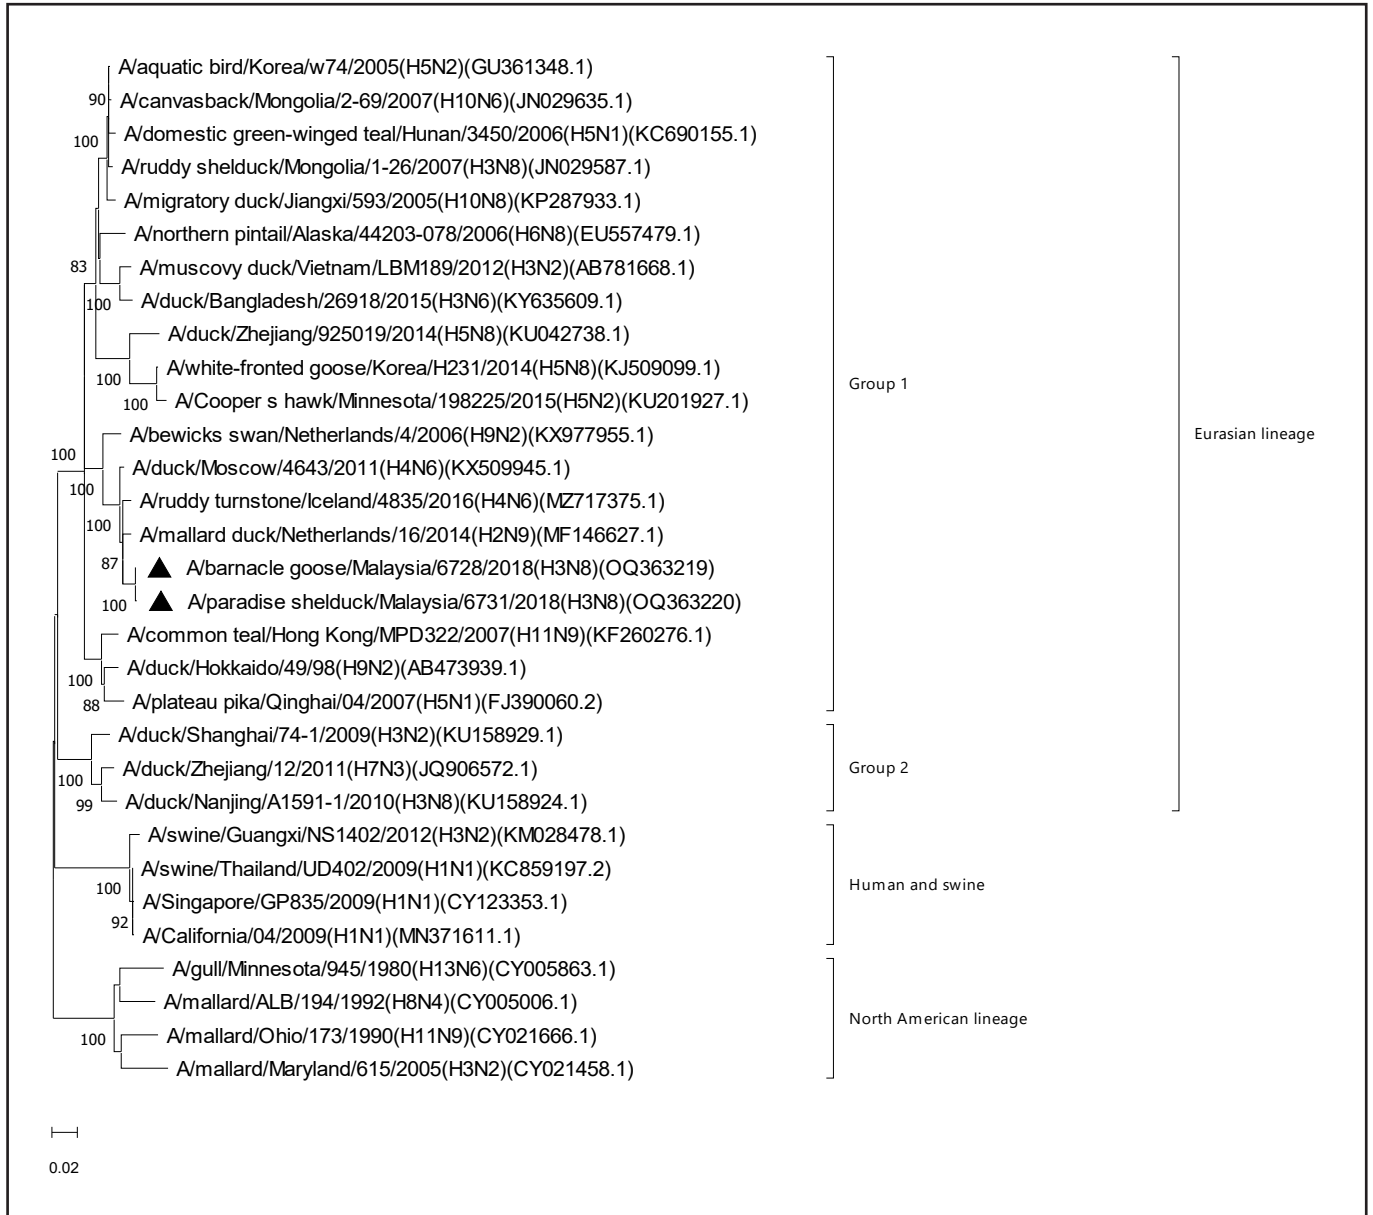 A/aquatic bird/Korea/w74/2005(H5N2)(GU361348.1)
90
A/canvasback/Mongolia/2-69/2007(H10N6)(JN029635.1)
A/domestic green-winged teal/Hunan/3450/2006(H5N1)(KC690155.1)
100
A/ruddy shelduck/Mongolia/1-26/2007(H3N8)(JN029587.1)
A/migratory duck/Jiangxi/593/2005(H10N8)(KP287933.1)
A/northern pintail/Alaska/44203-078/2006(H6N8)(EU557479.1)
83
A/muscovy duck/Vietnam/LBM189/2012(H3N2)(AB781668.1)
100
A/duck/Bangladesh/26918/2015(H3N6)(KY635609.1)
A/duck/Zhejiang/925019/2014(H5N8)(KU042738.1)
A/white-fronted goose/Korea/H231/2014(H5N8)(KJ509099.1)
100
Group 1
100
A/Cooper s hawk/Minnesota/198225/2015(H5N2)(KU201927.1)
A/bewicks swan/Netherlands/4/2006(H9N2)(KX977955.1)
Eurasian lineage
100
A/duck/Moscow/4643/2011(H4N6)(KX509945.1)
100
A/ruddy turnstone/Iceland/4835/2016(H4N6)(MZ717375.1)
100
A/mallard duck/Netherlands/16/2014(H2N9)(MF146627.1)
87
A/barnacle goose/Malaysia/6728/2018(H3N8)(OQ363219)
100
A/paradise shelduck/Malaysia/6731/2018(H3N8)(OQ363220)
A/common teal/Hong Kong/MPD322/2007(H11N9)(KF260276.1)
A/duck/Hokkaido/49/98(H9N2)(AB473939.1)
100
88
A/plateau pika/Qinghai/04/2007(H5N1)(FJ390060.2)
A/duck/Shanghai/74-1/2009(H3N2)(KU158929.1)
A/duck/Zhejiang/12/2011(H7N3)(JQ906572.1)
Group 2
100
99
A/duck/Nanjing/A1591-1/2010(H3N8)(KU158924.1)
A/swine/Guangxi/NS1402/2012(H3N2)(KM028478.1)
A/swine/Thailand/UD402/2009(H1N1)(KC859197.2)
100
Human and swine
A/Singapore/GP835/2009(H1N1)(CY123353.1)
92
A/California/04/2009(H1N1)(MN371611.1)
A/gull/Minnesota/945/1980(H13N6)(CY005863.1)
A/mallard/ALB/194/1992(H8N4)(CY005006.1)
North American lineage
100
A/mallard/Ohio/173/1990(H11N9)(CY021666.1)
A/mallard/Maryland/615/2005(H3N2)(CY021458.1)
0.02